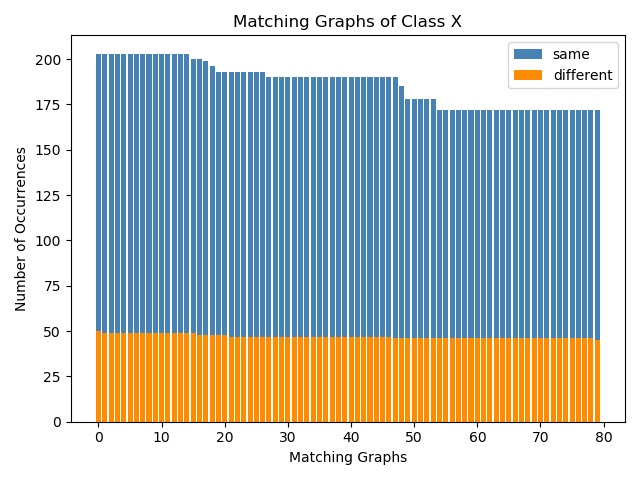 Matching Graphs of Class X
same
different
Number of Occurrences
200
175
150
125
100
75
50
25
0
0 10 20 30 40 50 60 70 80
Matching Graphs